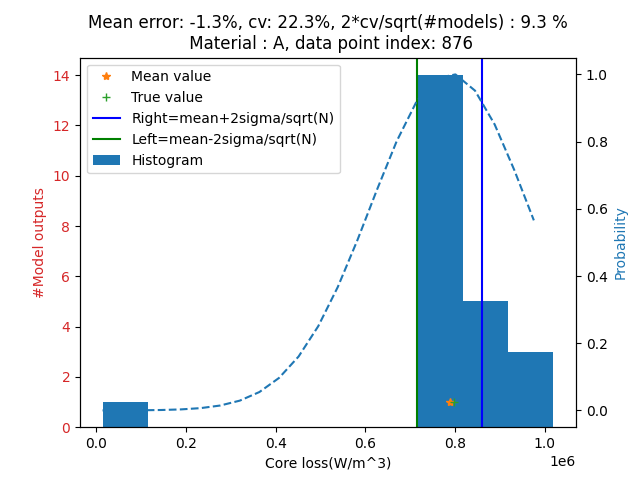 Mean error: -1.3%, cv: 22.3%, 2*cv/sqrt(#models) : 9.3 %
Material : A, data point index: 876
Mean value
True value
Right=mean+2sigma/sqrt(N)
Left=mean-2sigma/sqrt(N)
Histogram
#Model outputs
14
12
10
8
6
4
2
0
1.0
0.8
0.6
0.4
0.2
0.0
Probability
0.0 0.2 0.4 0.6 0.8 1.0
1e6
Core loss(W/m^3)